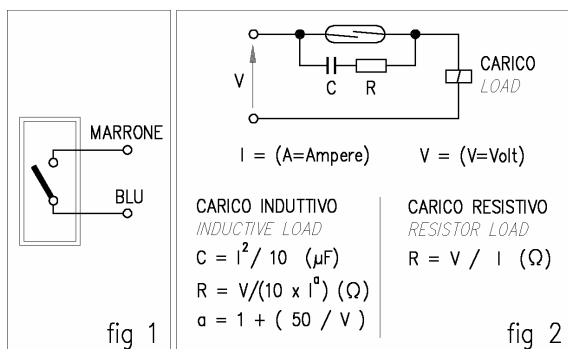 MARRONE
BLU
fig 1
V
C R
CARICO
LOAD
I = (A=Ampere) V = (V=Volt)
CARICO INDUTTIVO
INDUCTIVE LOAD
C = I²/ 10 (µF)
R = V/(10 x Iᵃ) (Ω)
a = 1 + ( 50 / V )
CARICO RESISTIVO
RESISTOR LOAD
R = V / I (Ω)
fig 2